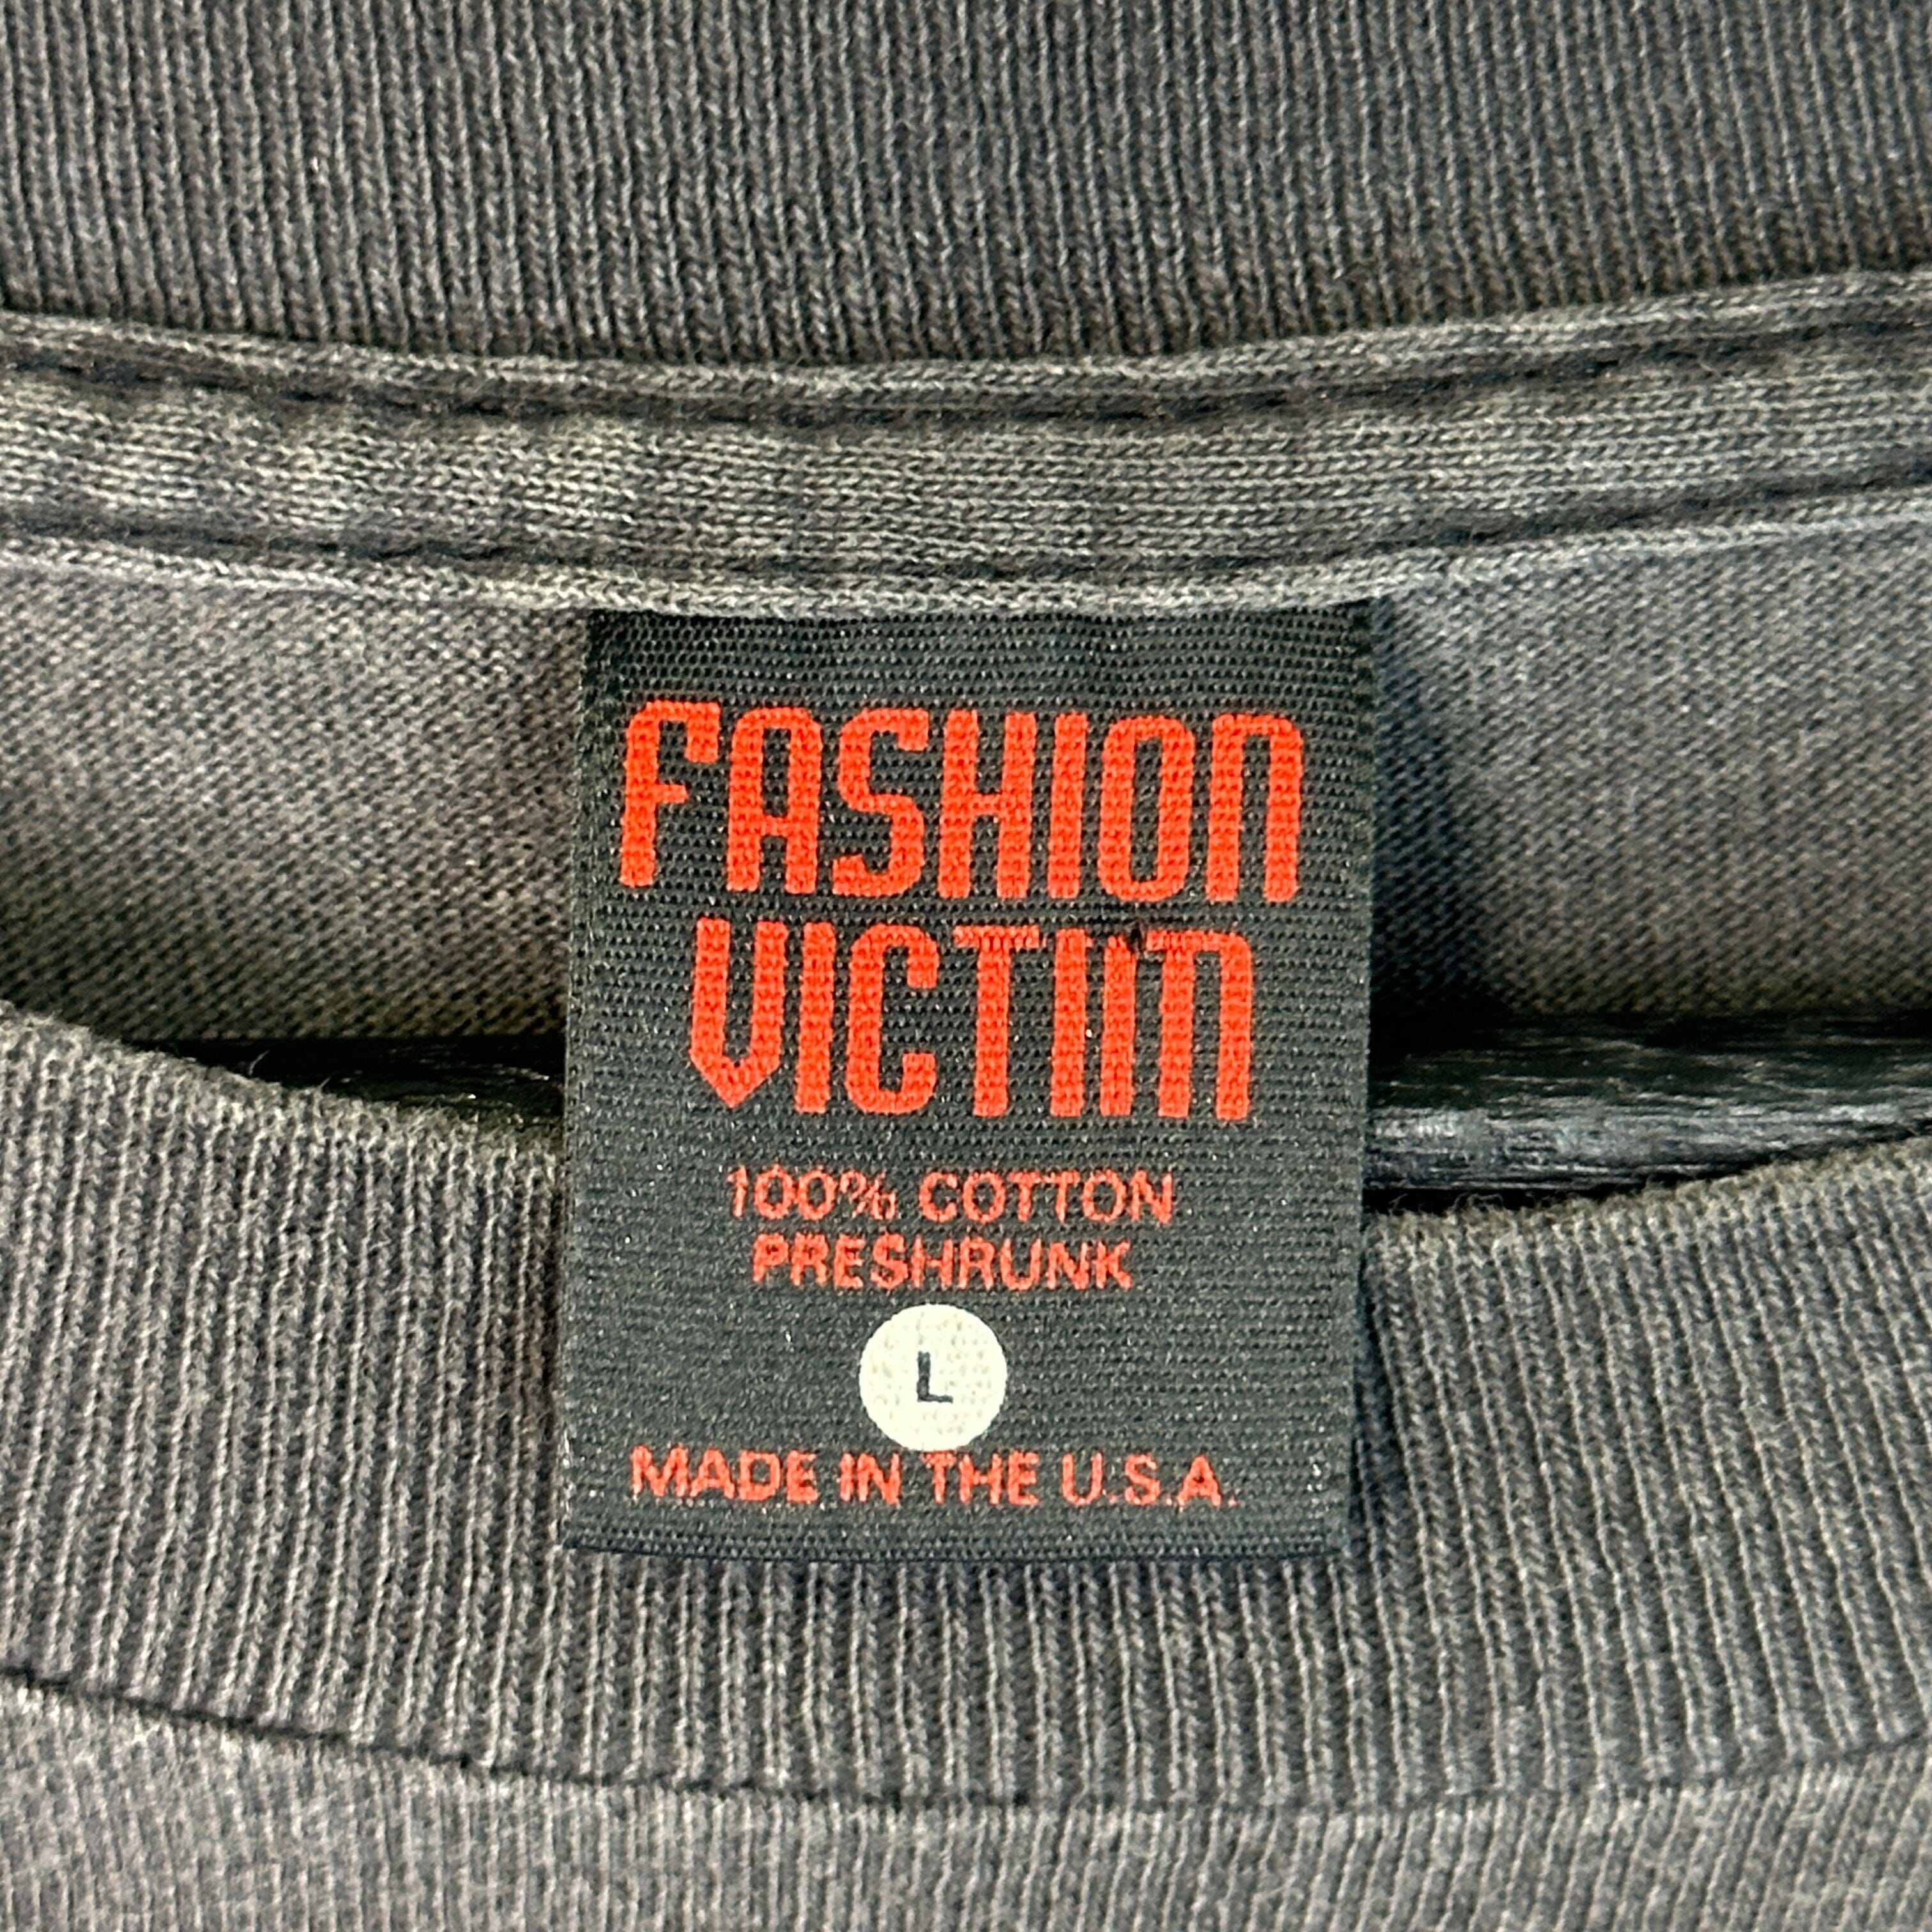 FASHION
VICTIM
100% COTTON
PRESHRUNK
L
MADE IN THE U.S.A.